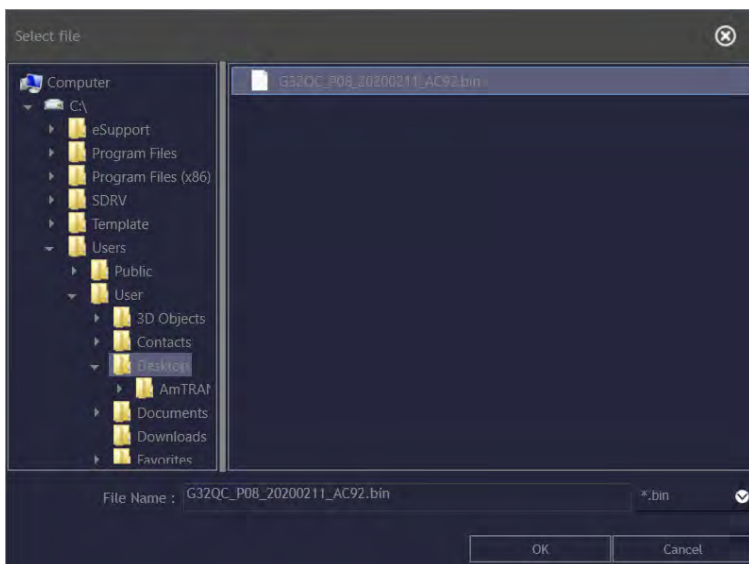 Select file
Computer
C:\
eSupport
Program Files
Program Files (x86)
SDRV
Template
Users
Public
User
3D Objects
Contacts
Desktop
AmTRAN
Documents
Downloads
Favorites
G32QC_P08_20200211_AC92.bin
File Name : G32QC_P08_20200211_AC92.bin *.bin
OK Cancel